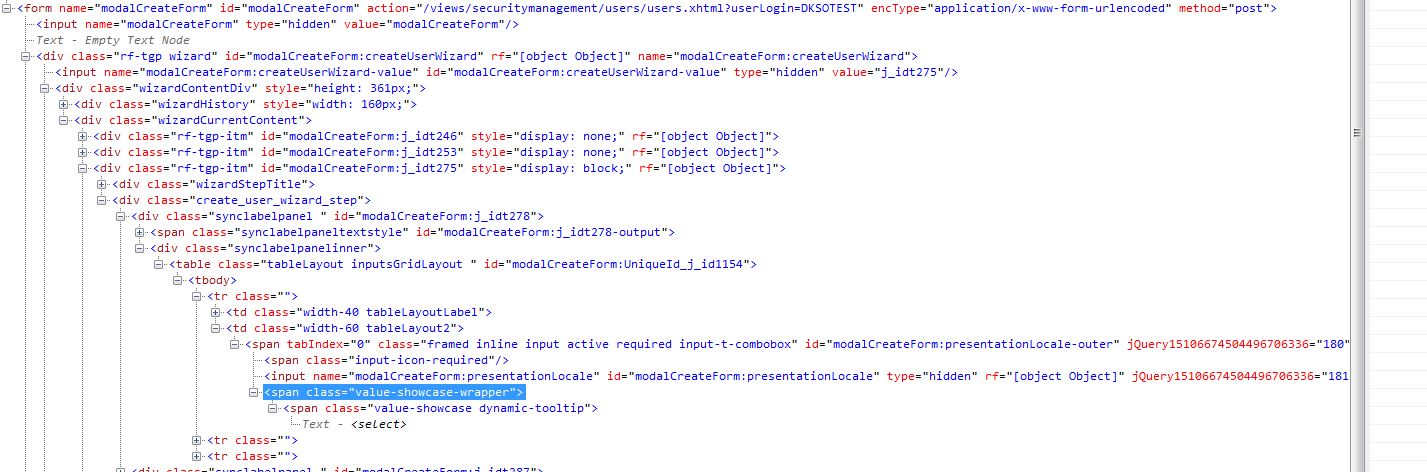 <form name="modalCreateForm" id="modalCreateForm" action="/views/securitymanagement/users/users.xhtml?userLogin=DKSOTEST" encType="application/x-www-form-urlencoded" method="post">
<input name="modalCreateForm" type="hidden" value="modalCreateForm"/>
Text - Empty Text Node
<div class="rf-tgp wizard" id="modalCreateForm:createUserWizard" rf="[object Object]" name="modalCreateForm:createUserWizard">
<input name="modalCreateForm:createUserWizard-value" id="modalCreateForm:createUserWizard-value" type="hidden" value="j_idt275"/>
<div class="wizardContentDiv" style="height: 361px;">
<div class="wizardHistory" style="width: 160px;">
<div class="wizardCurrentContent">
<div class="rf-tgp-itm" id="modalCreateForm:j_idt246" style="display: none;" rf="[object Object]">
<div class="rf-tgp-itm" id="modalCreateForm:j_idt253" style="display: none;" rf="[object Object]">
<div class="rf-tgp-itm" id="modalCreateForm:j_idt275" style="display: block;" rf="[object Object]">
<div class="wizardStepTitle">
<div class="create_user_wizard_step">
<div class="synclabelpanel " id="modalCreateForm:j_idt278">
<span class="synclabelpaneltextstyle" id="modalCreateForm:j_idt278-output">
<div class="synclabelpanelinner">
<table class="tableLayout inputsGridLayout " id="modalCreateForm:UniqueId_j_id1154">
<tbody>
<tr class="">
<td class="width-40 tableLayoutLabel">
<td class="width-60 tableLayout2">
<span tabIndex="0" class="framed inline input active required input-t-combobox" id="modalCreateForm:presentationLocale-outer" jQuery15106674504496706336="180"
<span class="input-icon-required"/>
<input name="modalCreateForm:presentationLocale" id="modalCreateForm:presentationLocale" type="hidden" rf="[object Object]" jQuery15106674504496706336="181
<span class="value-showcase-wrapper">
<span class="value-showcase dynamic-tooltip">
Text - <select>
<tr class="">
<tr class="">
<div class="synclabelpanel " id="modalCreateForm:j_idt287">